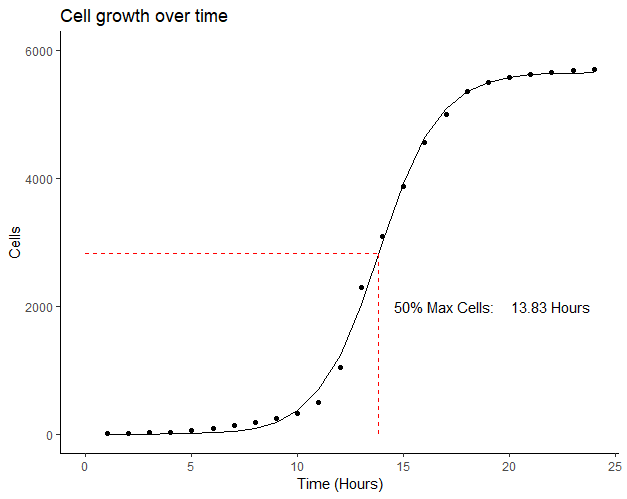 Cell growth over time
6000
4000
2000
0
Cells
50% Max Cells: 13.83 Hours
0 5 10 15 20 25
Time (Hours)